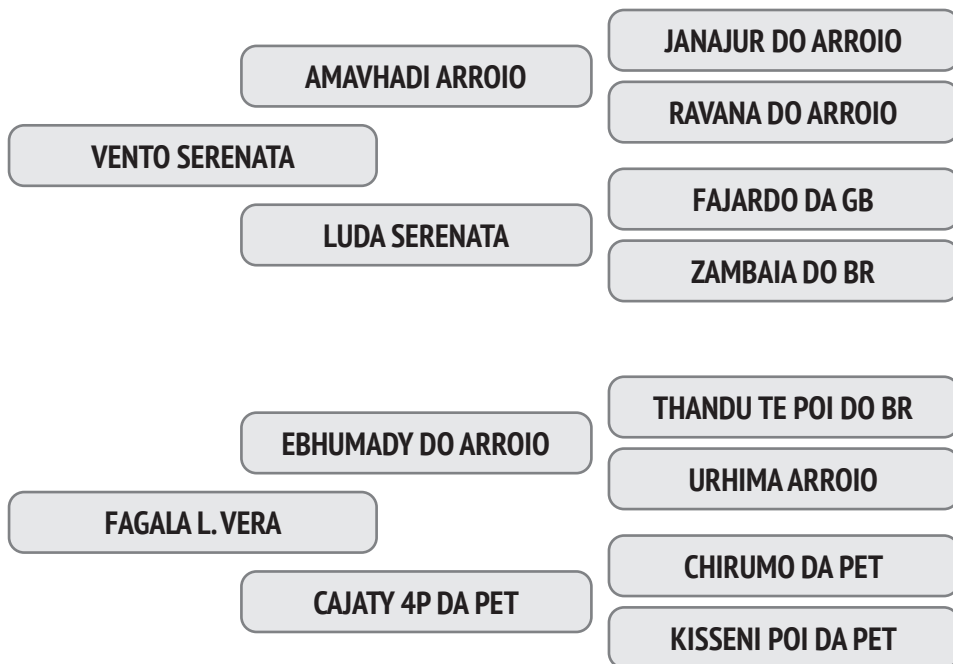 JANAJUR DO ARROIO
AMAVHADI ARROIO
RAVANA DO ARROIO
VENTO SERENATA
FAJARDO DA GB
LUDA SERENATA
ZAMBAIA DO BR
THANDU TE POI DO BR
EBHUMADY DO ARROIO
URHIMA ARROIO
FAGALA L. VERA
CHIRUMO DA PET
CAJATY 4P DA PET
KISSENI POI DA PET